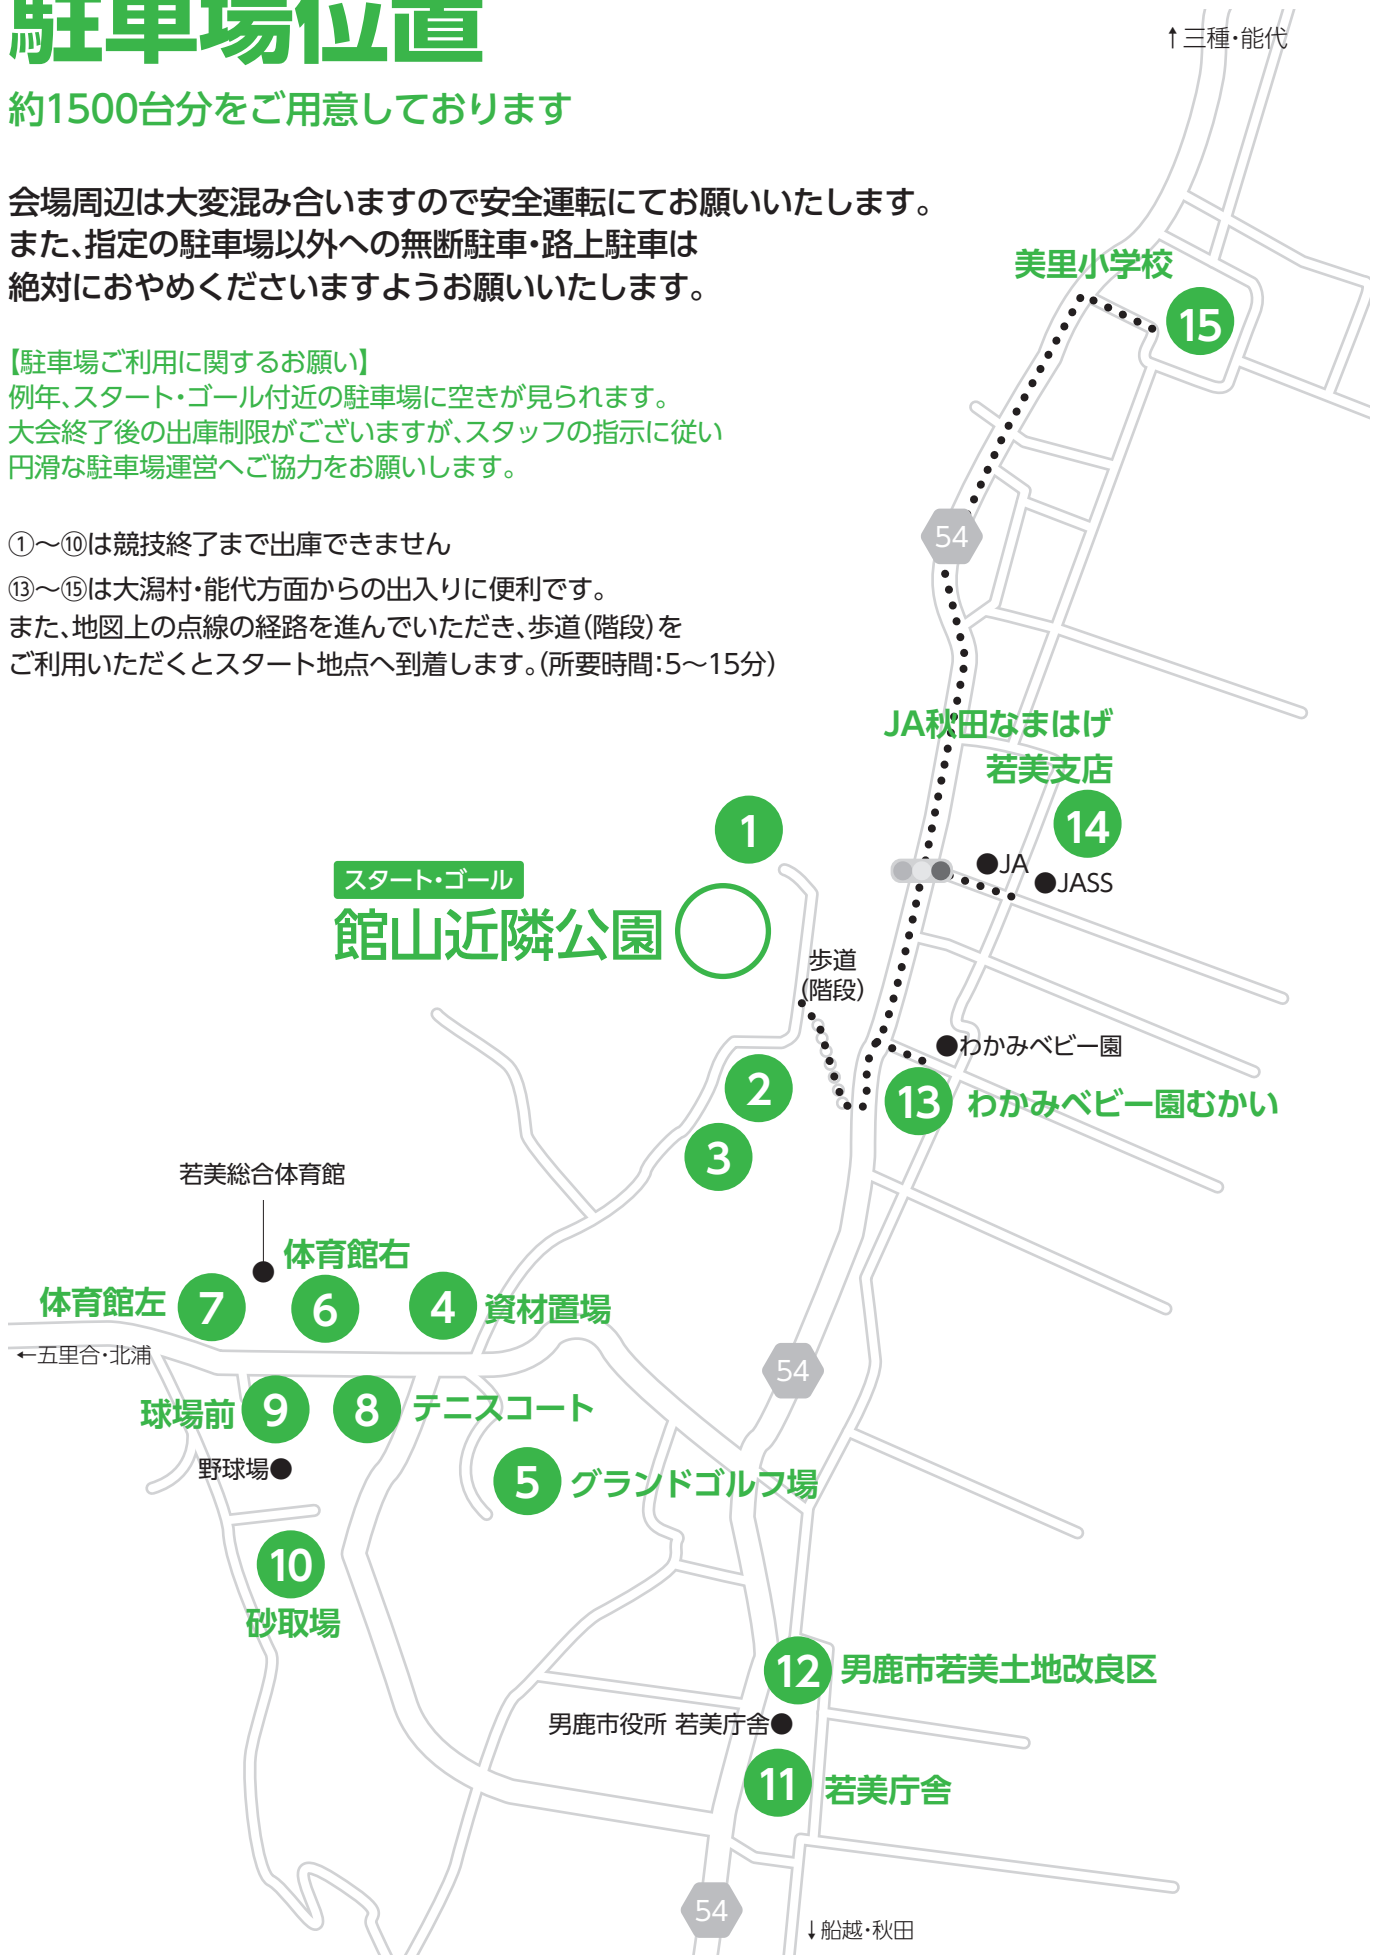 駐車場位置
約1500台分をご用意しております
会場周辺は大変混み合いますので安全運転にてお願いいたします。
また、指定の駐車場以外への無断駐車・路上駐車は
絶対におやめくださいますようお願いいたします。
【駐車場ご利用に関するお願い】
例年、スタート・ゴール付近の駐車場に空きが見られます。
大会終了後の出庫制限がございますが、スタッフの指示に従い
円滑な駐車場運営へご協力をお願いします。
①～⑩は競技終了まで出庫できません
⑬～⑮は大潟村・能代方面からの出入りに便利です。
また、地図上の点線の経路を進んでいただき、歩道（階段）を
ご利用いただくとスタート地点へ到着します。（所要時間：5～15分）
↑三種・能代
美里小学校
15
54
JA秋田なまはげ
若美支店
14
●JA
●JASS
1
スタート・ゴール
館山近隣公園
歩道
（階段）
●わかみベビー園
2
13 わかみベビー園むかい
3
若美総合体育館
体育館右
体育館左 7
6
4 資材置場
←五里合・北浦
54
球場前 9
8 テニスコート
野球場●
5 グランドゴルフ場
10
砂取場
12 男鹿市若美土地改良区
男鹿市役所 若美庁舎●
11 若美庁舎
54
↓船越・秋田